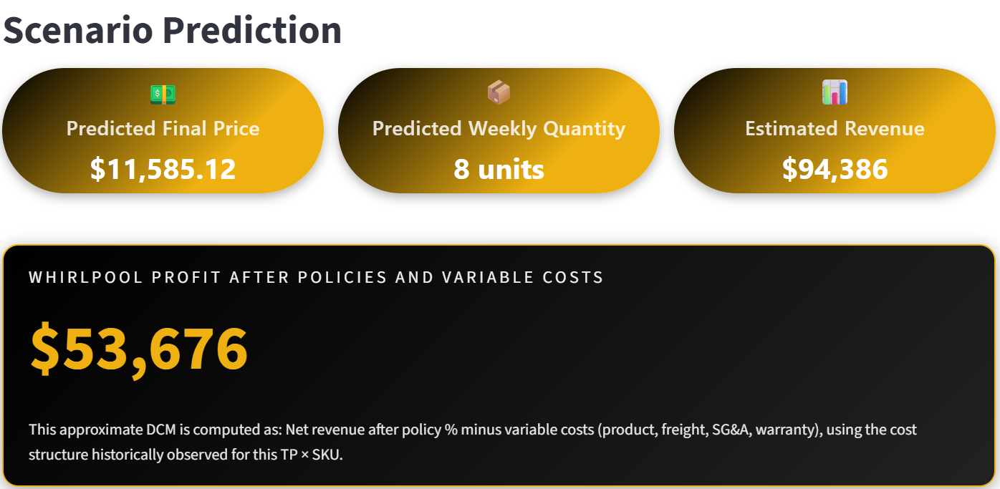 Scenario Prediction
Predicted Final Price
$11,585.12
Predicted Weekly Quantity
8 units
Estimated Revenue
$94,386
WHIRLPOOL PROFIT AFTER POLICIES AND VARIABLE COSTS
$53,676
This approximate DCM is computed as: Net revenue after policy % minus variable costs (product, freight, SG&A, warranty), using the cost
structure historically observed for this TP × SKU.